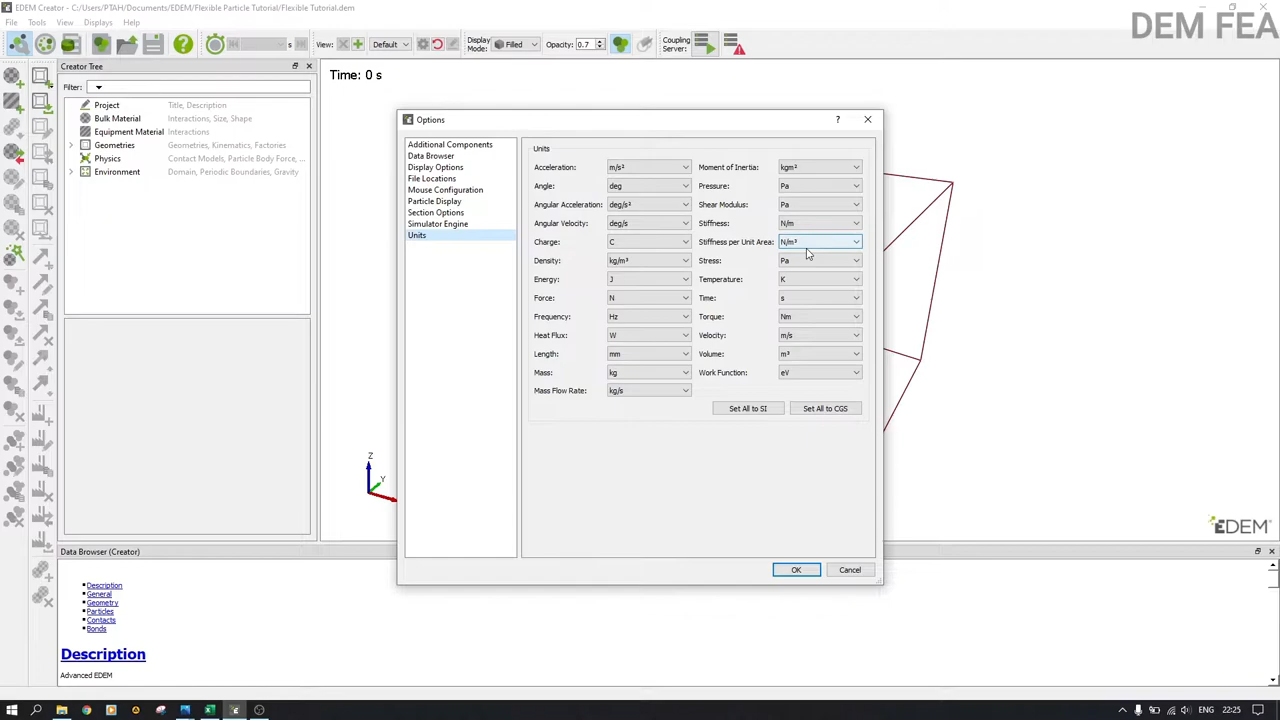 EDEM Creator - C:/Users/PTAH/Documents/EDEM/Flexible Particle Tutorial/Flexible Tutorial.dem
DEM FEA
File Tools View Displays Help
s View: Default Display Mode: Filled Opacity: 0.7 Coupling Server:
Creator Tree
Filter:
Project Title, Description
Bulk Material Interactions, Size, Shape
Equipment Material Interactions
Geometries Geometries, Kinematics, Factories
Physics Contact Models, Particle Body Force, ...
Environment Domain, Periodic Boundaries, Gravity
Time: 0 s
Options
?
Additional Components
Data Browser
Display Options
File Locations
Mouse Configuration
Particle Display
Section Options
Simulator Engine
Units
Units
Acceleration: m/s² Moment of Inertia: kgm²
Angle: deg Pressure: Pa
Angular Acceleration: deg/s² Shear Modulus: Pa
Angular Velocity: deg/s Stiffness: N/m
Charge: C Stiffness per Unit Area: N/m³
Density: kg/m³ Stress: Pa
Energy: J Temperature: K
Force: N Time: s
Frequency: Hz Torque: Nm
Heat Flux: W Velocity: m/s
Length: mm Volume: m³
Mass: kg Work Function: eV
Mass Flow Rate: kg/s
Set All to SI Set All to CGS
OK Cancel
Z
Y
EDEM
Data Browser (Creator)
Description
General
Geometry
Particles
Contacts
Bonds
Description
Advanced EDEM
ENG 22:25